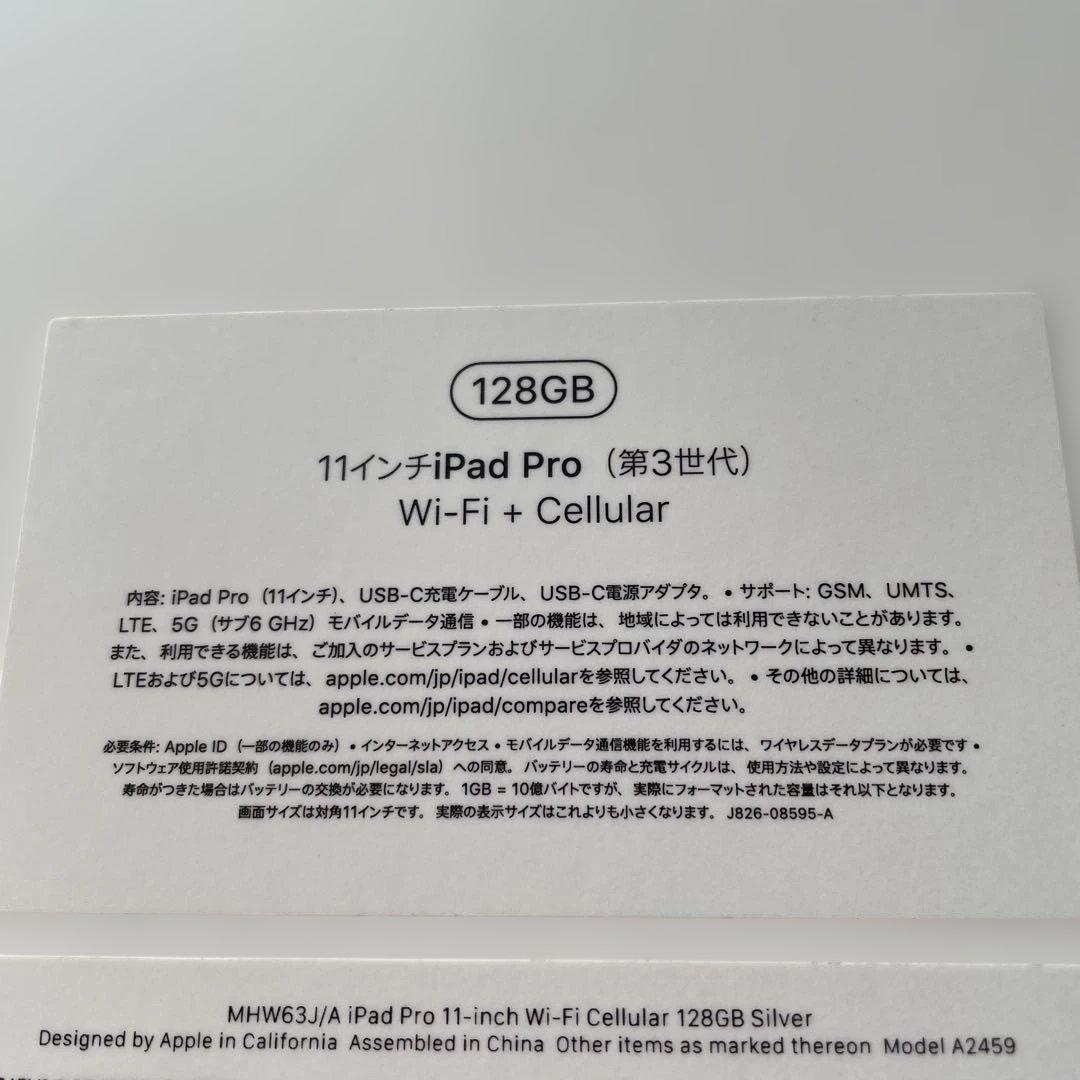 128GB
11インチiPad Pro（第3世代）
Wi-Fi + Cellular
内容: iPad Pro（11インチ）、USB-C充電ケーブル、USB-C電源アダプタ。 • サポート: GSM、UMTS、
LTE、5G（サブ6 GHz）モバイルデータ通信 • 一部の機能は、地域によっては利用できないことがあります。
また、利用できる機能は、ご加入のサービスプランおよびサービスプロバイダのネットワークによって異なります。 •
LTEおよび5Gについては、apple.com/jp/ipad/cellularを参照してください。 • その他の詳細については、
apple.com/jp/ipad/compareを参照してください。
必要条件: Apple ID（一部の機能のみ）• インターネットアクセス • モバイルデータ通信機能を利用するには、ワイヤレスデータプランが必要です •
ソフトウェア使用許諾契約（apple.com/jp/legal/sla）への同意。バッテリーの寿命と充電サイクルは、使用方法や設定によって異なります。
寿命がつきた場合はバッテリーの交換が必要になります。1GB = 10億バイトですが、実際にフォーマットされた容量はそれ以下となります。
画面サイズは対角11インチです。実際の表示サイズはこれよりも小さくなります。J826-08595-A
MHW63J/A iPad Pro 11-inch Wi-Fi Cellular 128GB Silver
Designed by Apple in California Assembled in China Other items as marked thereon Model A2459